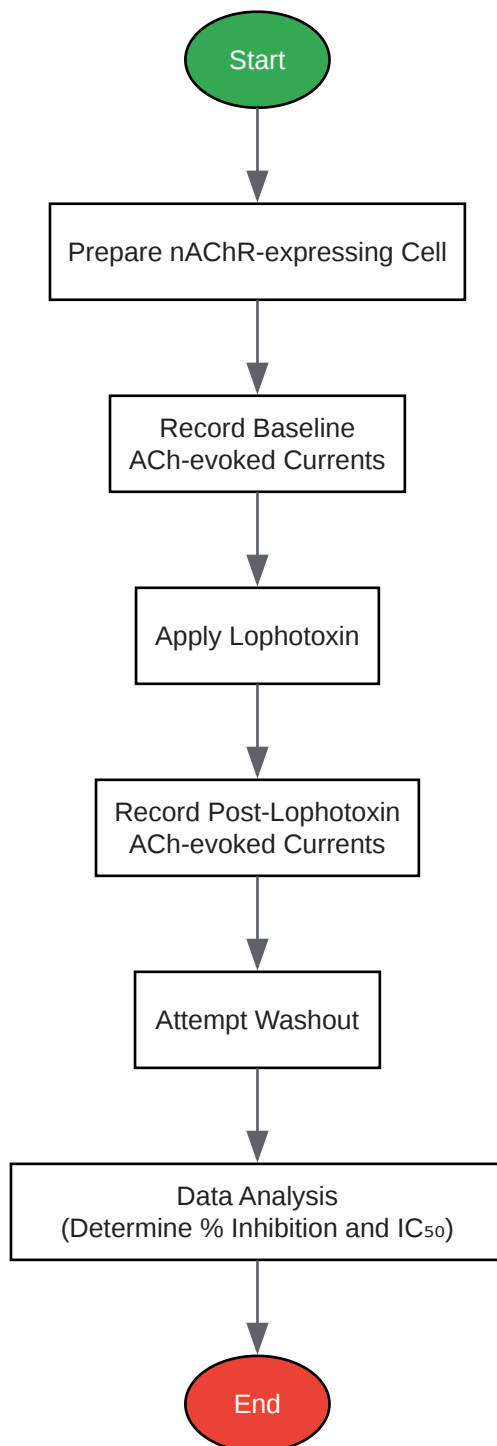 Start
Prepare nAChR-expressing Cell
Record Baseline
ACh-evoked Currents
Apply Lophotoxin
Record Post-Lophotoxin
ACh-evoked Currents
Attempt Washout
Data Analysis
(Determine % Inhibition and IC₅₀)
End